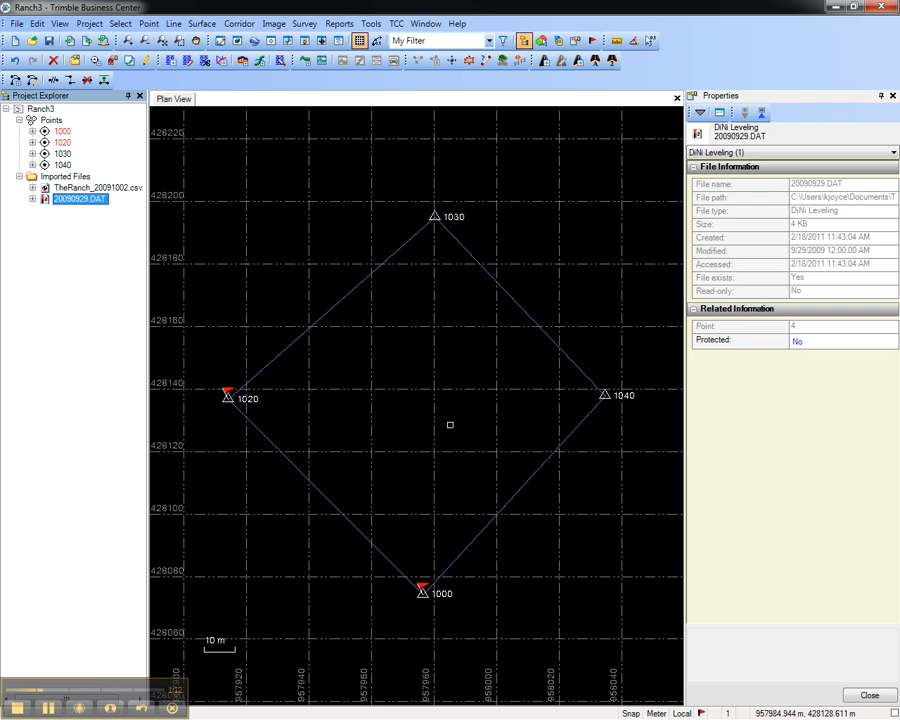 Ranch3 - Trimble Business Center
File Edit View Project Select Point Line Surface Corridor Image Survey Reports Tools TCC Window Help
My Filter
Project Explorer
Ranch3
Points
1000
1020
1030
1040
Imported Files
TheRanch_20091002.csv
20090929.DAT
Plan View
428220
428200
428180
428160
428140
428120
428100
428080
428060
1030
1020
1040
1000
10 m
957920
957940
957960
957980
958000
958020
958040
Properties
DiNi Leveling
20090929.DAT
DiNi Leveling (1)
File Information
File name: 20090929.DAT
File path: C:\Users\kjoyce\Documents\T
File type: DiNi Leveling
Size: 4 KB
Created: 2/18/2011 11:43:04 AM
Modified: 9/29/2009 12:00:00 AM
Accessed: 2/18/2011 11:43:04 AM
File exists: Yes
Read-only: No
Related Information
Point: 4
Protected: No
Close
1:12
Snap Meter Local 1 957984.944 m, 428128.611 m